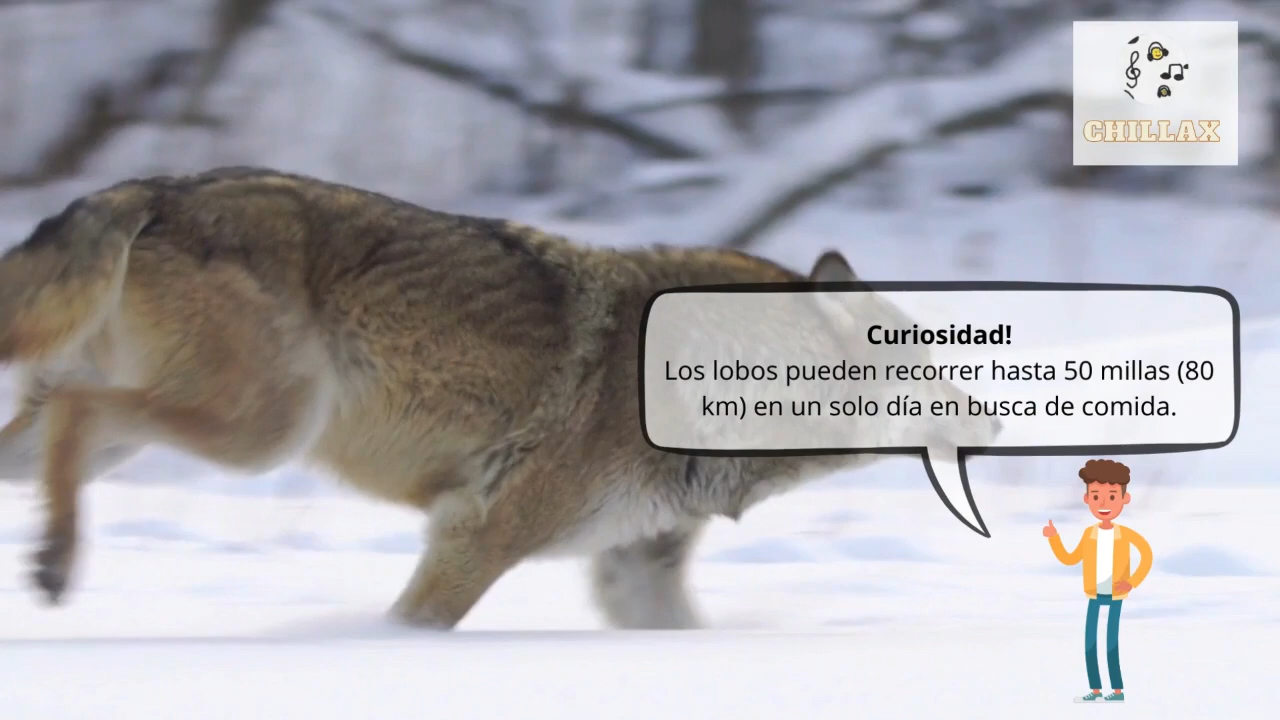 CHILLAX
Curiosidad!
Los lobos pueden recorrer hasta 50 millas (80
km) en un solo día en busca de comida.